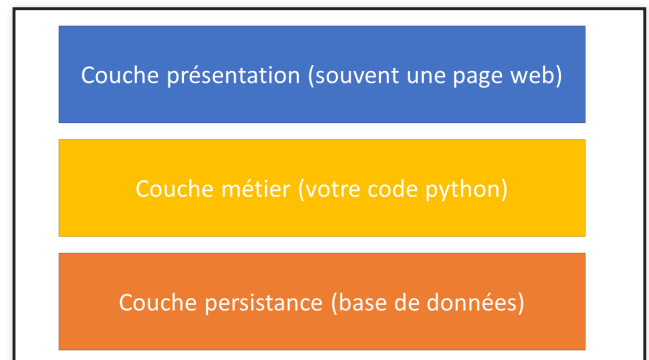 Couche présentation (souvent une page web)
Couche métier (votre code python)
Couche persistance (base de données)